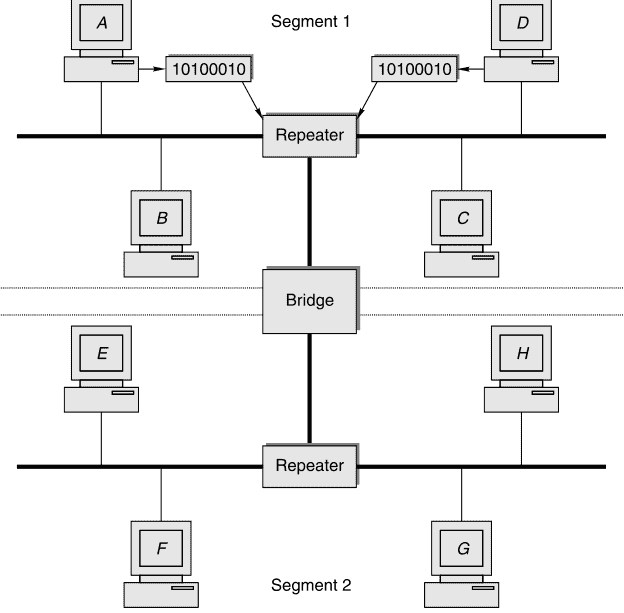 A
Segment 1
D
10100010
10100010
Repeater
B
C
Bridge
E
H
Repeater
F
G
Segment 2